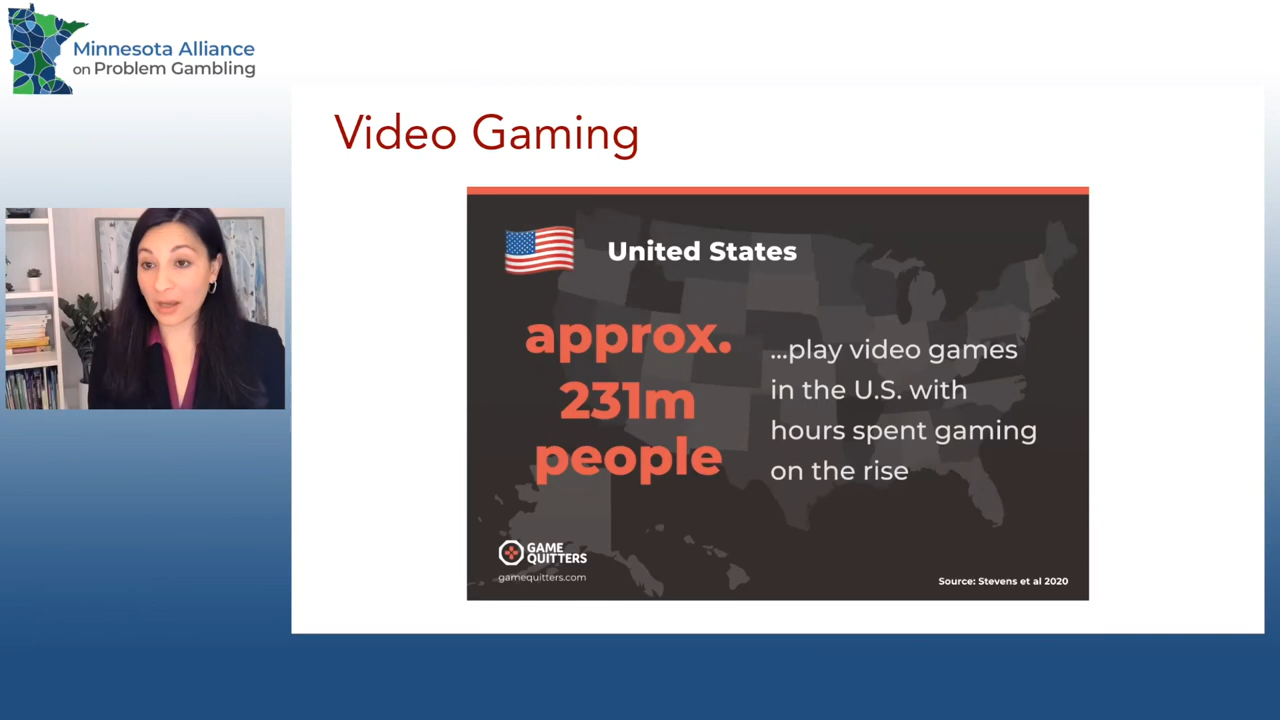 Minnesota Alliance
on Problem Gambling
Video Gaming
United States
approx.
231m
people
...play video games
in the U.S. with
hours spent gaming
on the rise
GAME
QUITTERS
gamequitters.com
Source: Stevens et al 2020